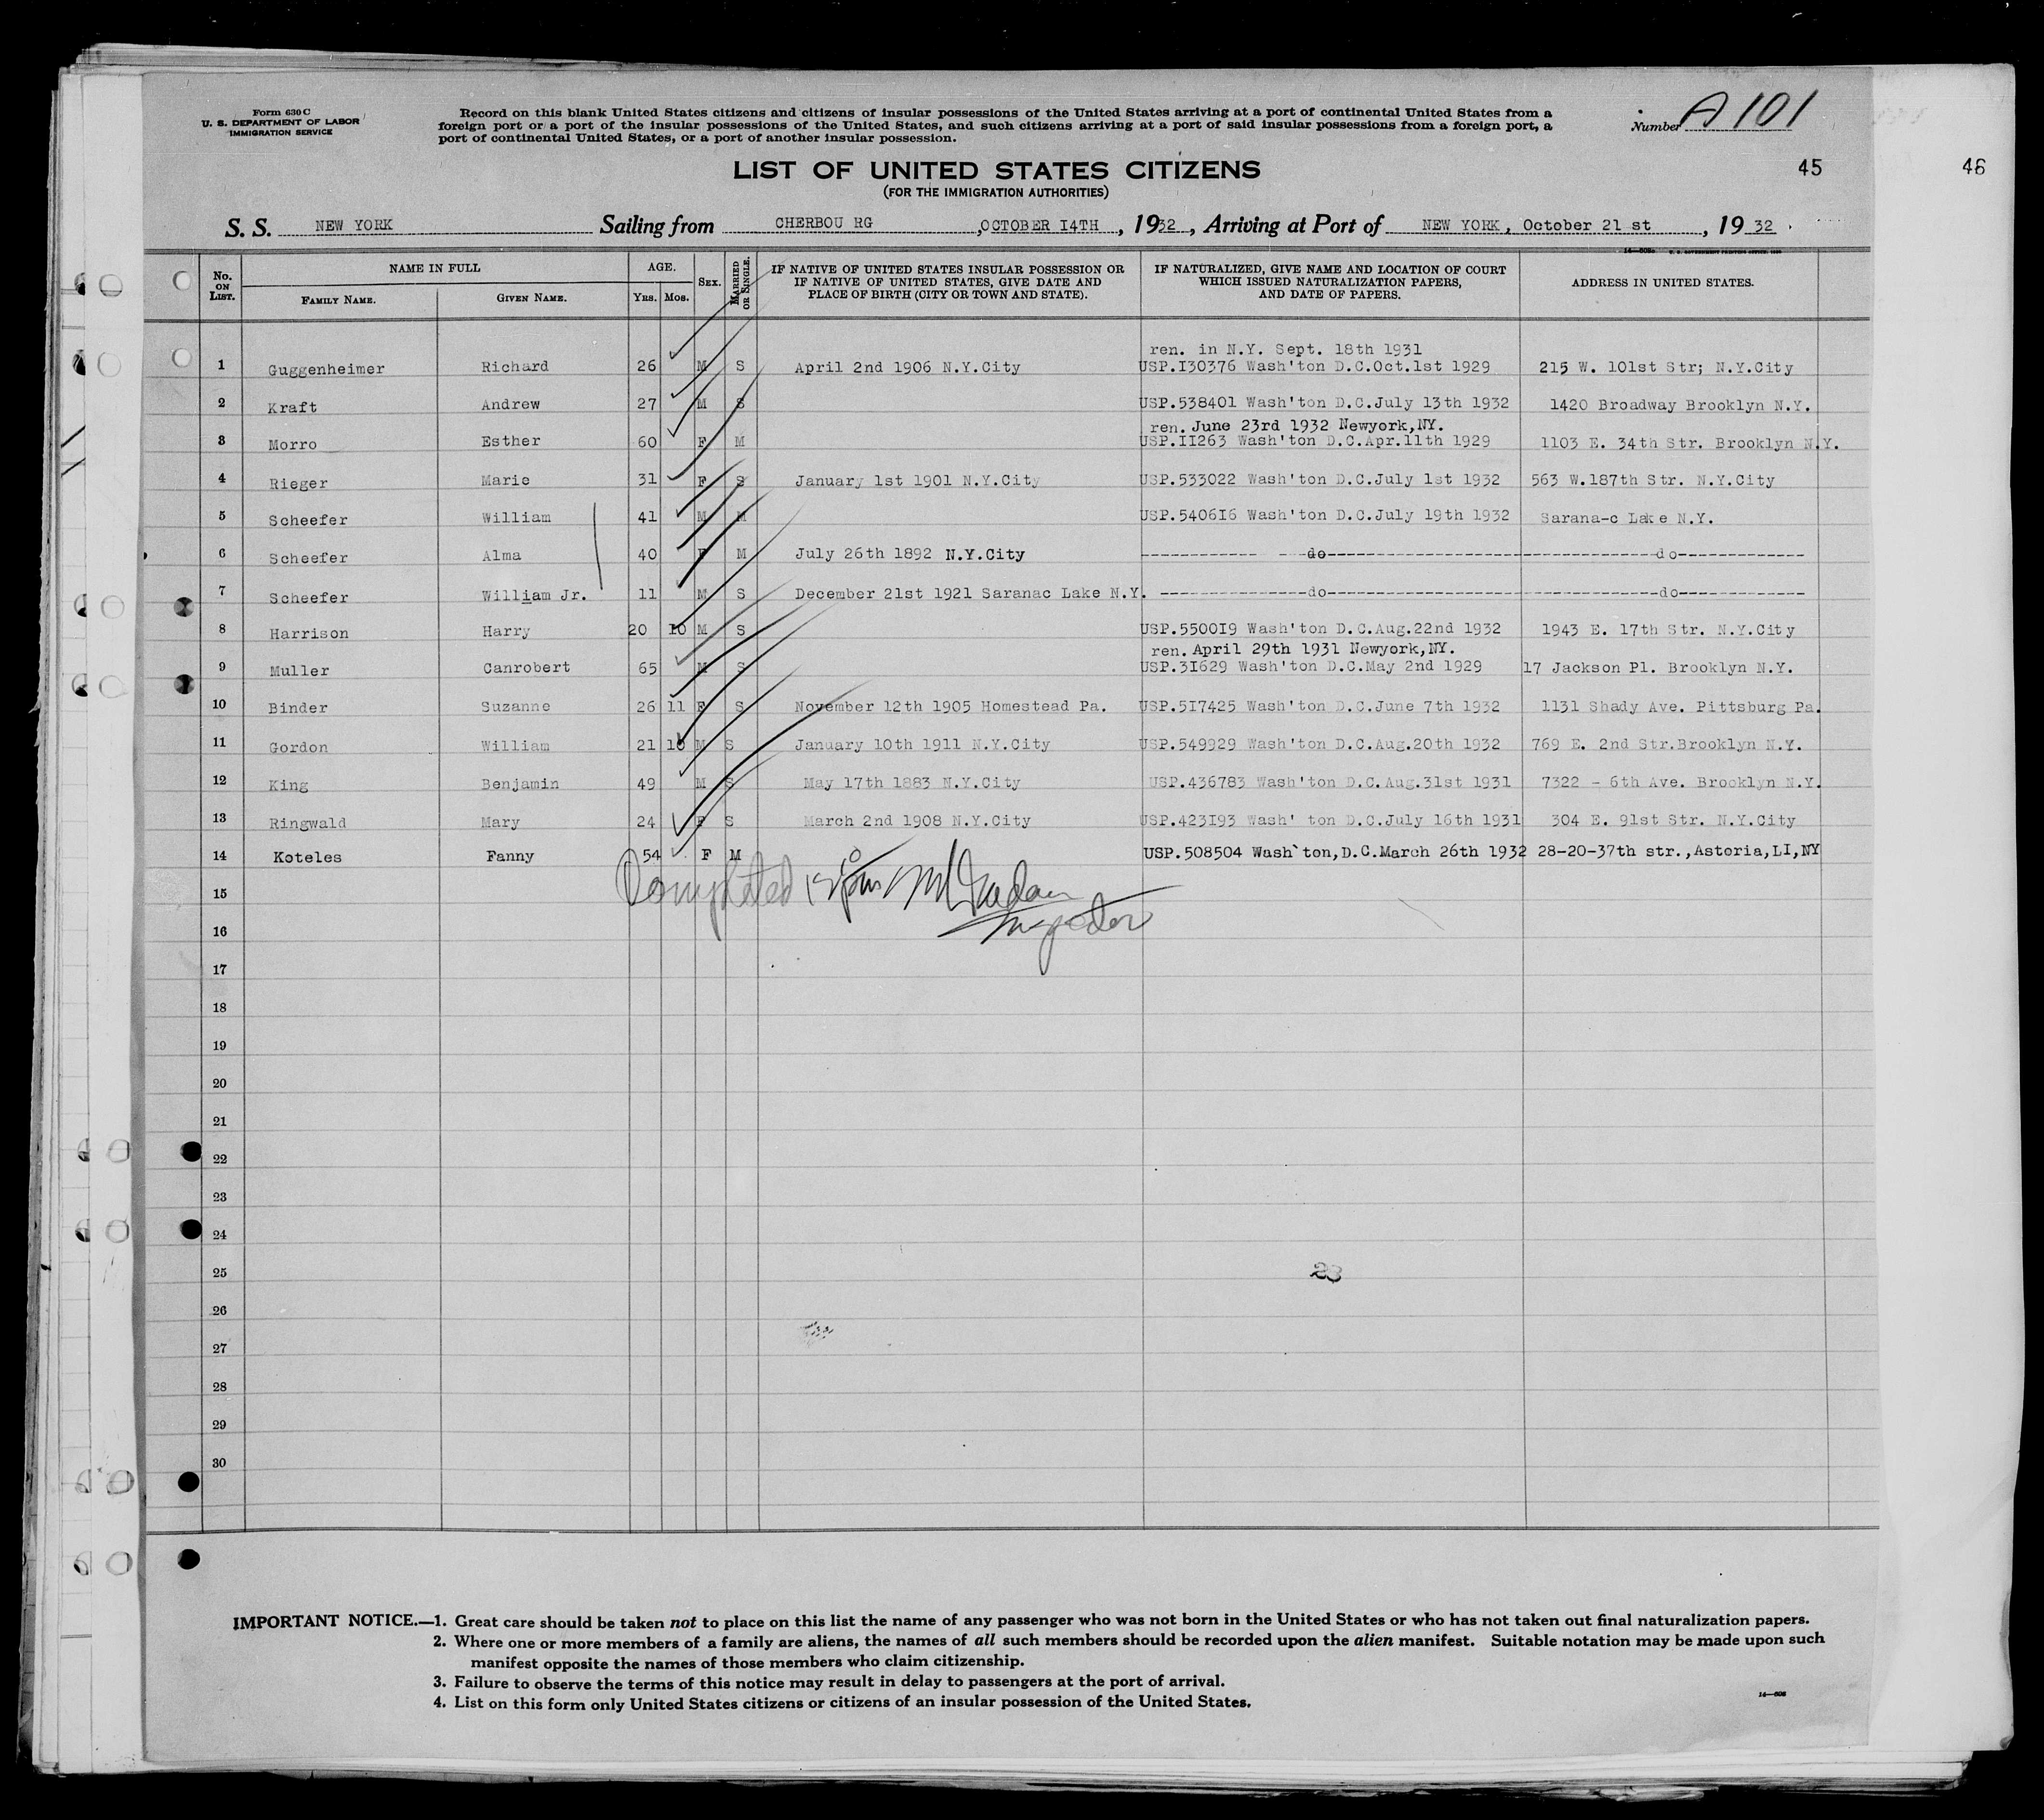 Form 630 C
U. S. DEPARTMENT OF LABOR
IMMIGRATION SERVICE
Record on this blank United States citizens and citizens of insular possessions of the United States arriving at a port of continental United States from a
foreign port or a port of the insular possessions of the United States, and such citizens arriving at a port of said insular possessions from a foreign port, a
port of continental United States, or a port of another insular possession.
Number A 101
LIST OF UNITED STATES CITIZENS
(FOR THE IMMIGRATION AUTHORITIES)
45
46
S. S. NEW YORK Sailing from CHERBOU RG , OCTOBER I4TH , 1932 , Arriving at Port of NEW YORK, October 21 st , 19 32 .
No. ON LIST. NAME IN FULL AGE. SEX. MARRIED OR SINGLE. IF NATIVE OF UNITED STATES INSULAR POSSESSION OR IF NATIVE OF UNITED STATES, GIVE DATE AND PLACE OF BIRTH (CITY OR TOWN AND STATE). IF NATURALIZED, GIVE NAME AND LOCATION OF COURT WHICH ISSUED NATURALIZATION PAPERS, AND DATE OF PAPERS. ADDRESS IN UNITED STATES.
FAMILY NAME. GIVEN NAME. YRS. MOS.
ren. in N.Y. Sept. 18th 1931
1 Guggenheimer Richard 26 M S April 2nd 1906 N.Y.City USP.I30376 Wash'ton D.C.Oct.1st 1929 215 W. 101st Str; N.Y.City
2 Kraft Andrew 27 M S USP.538401 Wash'ton D.C.July 13th 1932 1420 Broadway Brooklyn N.Y.
ren. June 23rd 1932 Newyork,NY.
3 Morro Esther 60 F M USP.II263 Wash'ton D.C.Apr.11th 1929 1103 E. 34th Str. Brooklyn N.Y.
4 Rieger Marie 31 F S January 1st 1901 N.Y.City USP.533022 Wash'ton D.C.July 1st 1932 563 W.187th Str. N.Y.City
5 Scheefer William 41 M M USP.5406I6 Wash'ton D.C.July 19th 1932 Sarana-c Lake N.Y.
6 Scheefer Alma 40 F M July 26th 1892 N.Y.City ------------ ---do----------------------------------------do-------------
7 Scheefer William Jr. 11 M S December 21st 1921 Saranac Lake N.Y. ---------------do----------------------------------------do-------------
8 Harrison Harry 20 10 M S USP.5500I9 Wash'ton D.C.Aug.22nd 1932 1943 E. 17th Str. N.Y.City
ren. April 29th 1931 Newyork,NY.
9 Muller Canrobert 65 M S USP.3I629 Wash'ton D.C.May 2nd 1929 17 Jackson Pl. Brooklyn N.Y.
10 Binder Suzanne 26 11 F S November 12th 1905 Homestead Pa. USP.5I7425 Wash'ton D.C.June 7th 1932 1131 Shady Ave. Pittsburg Pa.
11 Gordon William 21 10 M S January 10th 1911 N.Y.City USP.549929 Wash'ton D.C.Aug.20th 1932 769 E. 2nd Str.Brooklyn N.Y.
12 King Benjamin 49 M S May 17th 1883 N.Y.City USP.436783 Wash'ton D.C.Aug.31st 1931 7322 - 6th Ave. Brooklyn N.Y.
13 Ringwald Mary 24 F S March 2nd 1908 N.Y.City USP.423I93 Wash' ton D.C.July 16th 1931 304 E. 91st Str. N.Y.City
14 Koteles Fanny 54 F M USP.508504 Wash`ton,D.C.March 26th 1932 28-20-37th str.,Astoria,LI,NY
Completed
15
Inspector
16
17
18
19
20
21
22
23
24
25
23
26
27
28
29
30
IMPORTANT NOTICE.—1. Great care should be taken not to place on this list the name of any passenger who was not born in the United States or who has not taken out final naturalization papers.
2. Where one or more members of a family are aliens, the names of all such members should be recorded upon the alien manifest. Suitable notation may be made upon such
manifest opposite the names of those members who claim citizenship.
3. Failure to observe the terms of this notice may result in delay to passengers at the port of arrival.
4. List on this form only United States citizens or citizens of an insular possession of the United States.